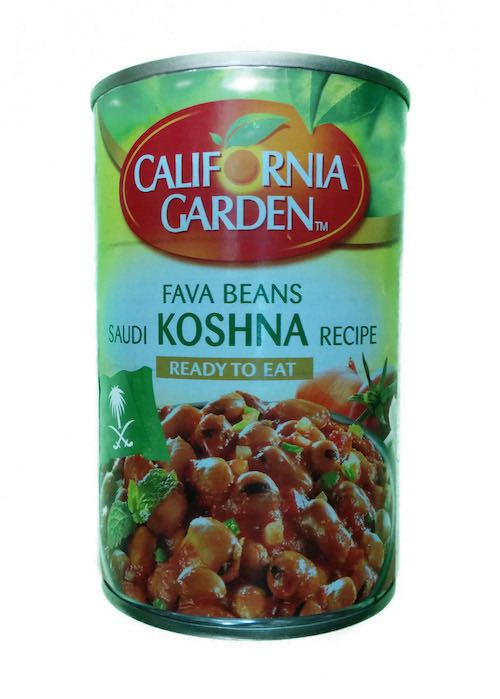 CALIFORNIA
GARDEN™
FAVA BEANS
SAUDI KOSHNA RECIPE
READY TO EAT